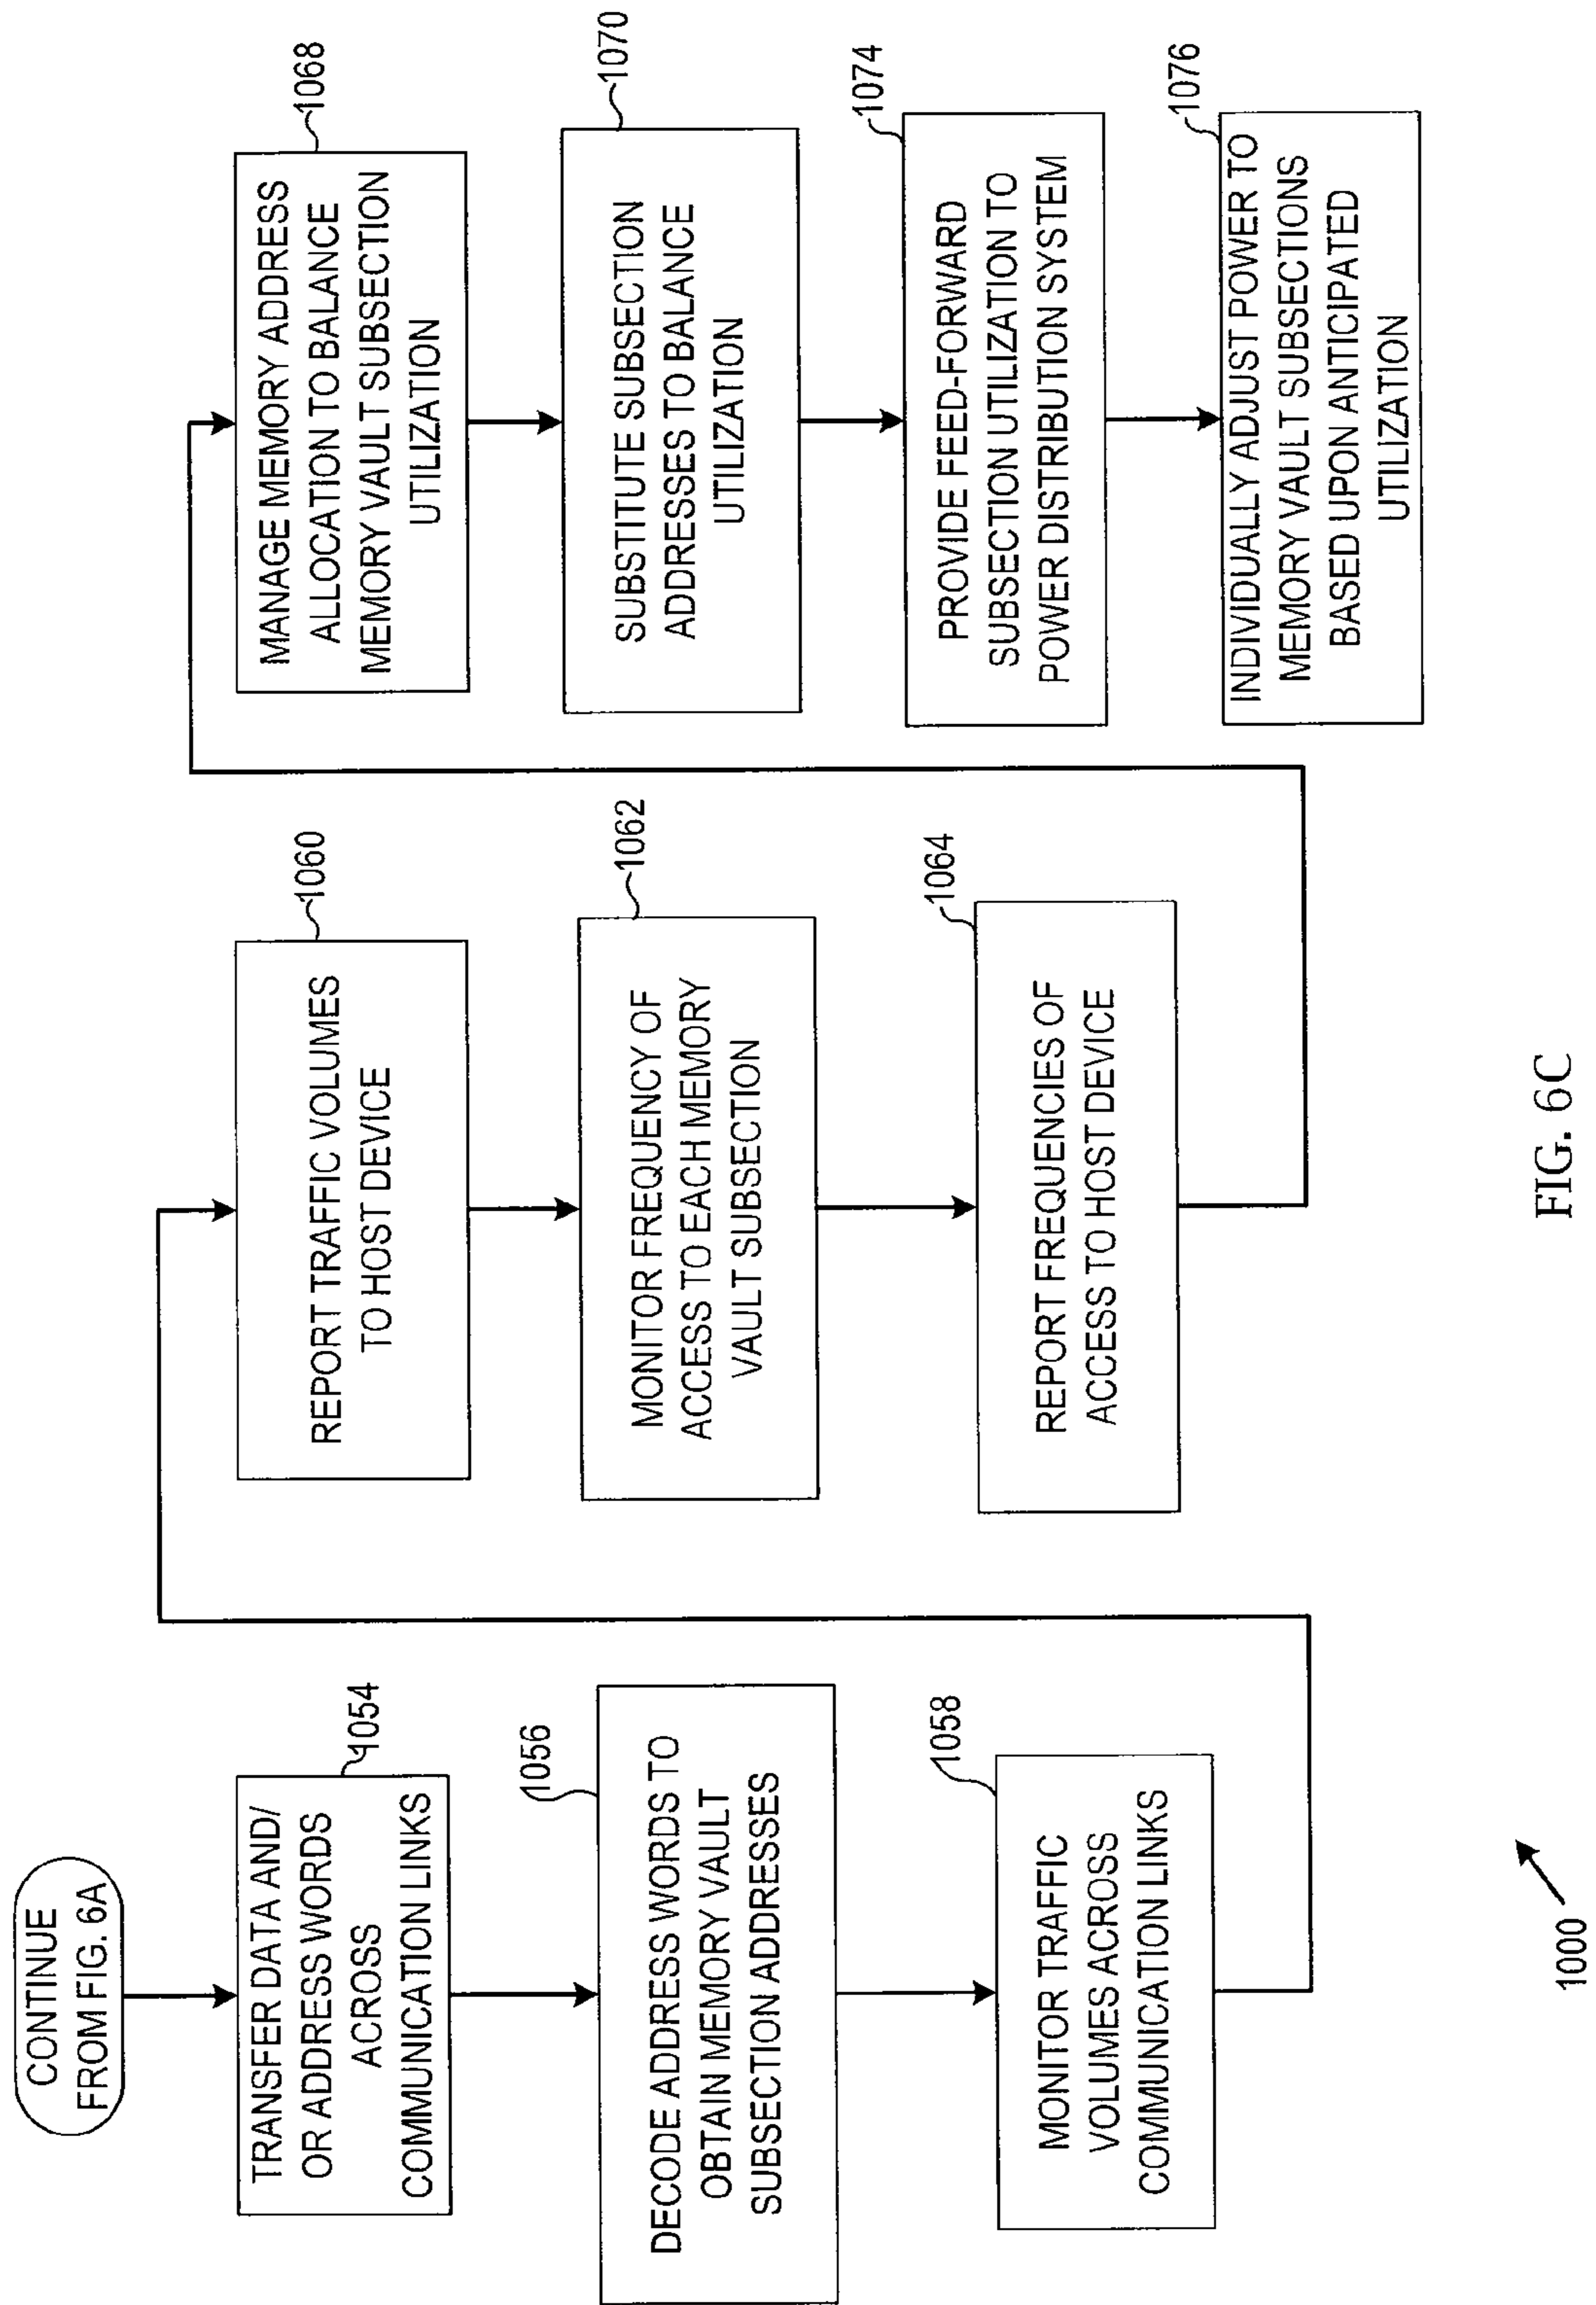 CONTINUE
FROM FIG. 6A
TRANSFER DATA AND/
OR ADDRESS WORDS
ACROSS
COMMUNICATION LINKS
1054
DECODE ADDRESS WORDS TO
OBTAIN MEMORY VAULT
SUBSECTION ADDRESSES
1056
MONITOR TRAFFIC
VOLUMES ACROSS
COMMUNICATION LINKS
1058
REPORT TRAFFIC VOLUMES
TO HOST DEVICE
1060
MONITOR FREQUENCY OF
ACCESS TO EACH MEMORY
VAULT SUBSECTION
1062
REPORT FREQUENCIES OF
ACCESS TO HOST DEVICE
1064
MANAGE MEMORY ADDRESS
ALLOCATION TO BALANCE
MEMORY VAULT SUBSECTION
UTILIZATION
1068
SUBSTITUTE SUBSECTION
ADDRESSES TO BALANCE
UTILIZATION
1070
PROVIDE FEED-FORWARD
SUBSECTION UTILIZATION TO
POWER DISTRIBUTION SYSTEM
1074
INDIVIDUALLY ADJUST POWER TO
MEMORY VAULT SUBSECTIONS
BASED UPON ANTICIPATED
UTILIZATION
1076
1000
FIG. 6C